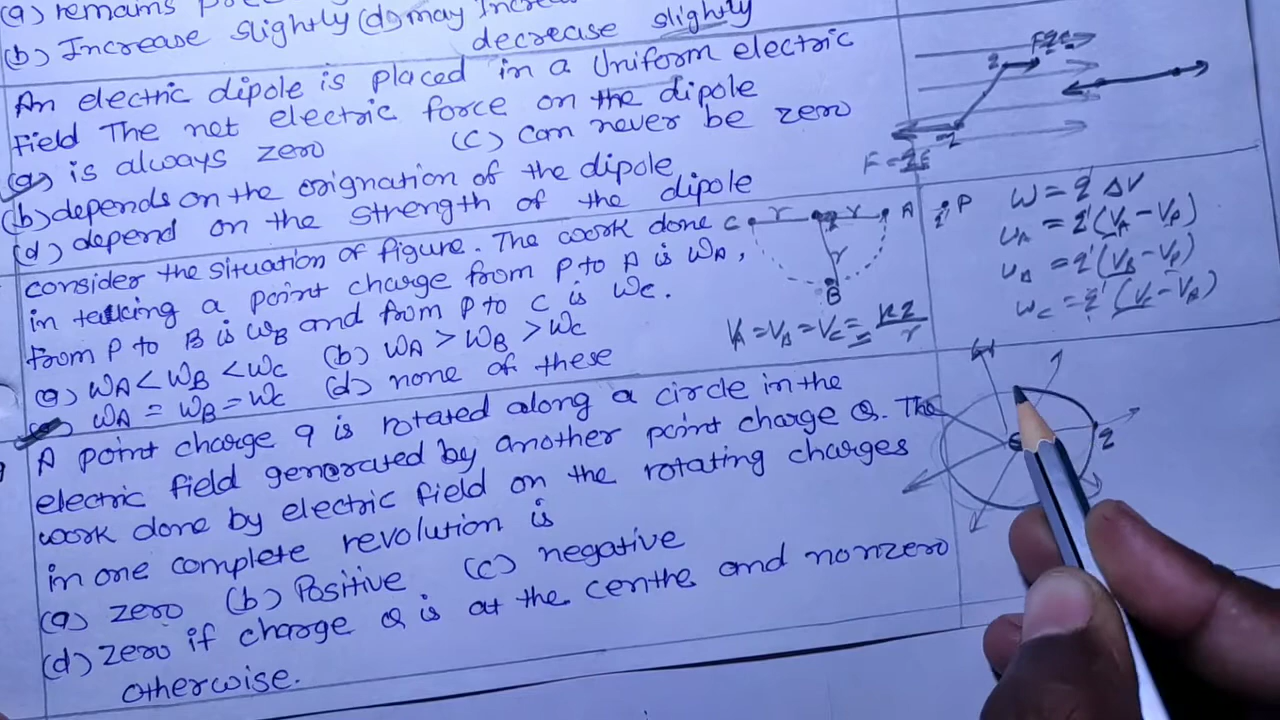 (a) remains
(b) Increase slightly (d) may Increase
decrease slightly
An electric dipole is placed in a Uniform electric
field The net electric force on the dipole
(a) is always zero (c) can never be zero
(b) depends on the orignation of the dipole
(d) depend on the strength of the dipole
consider the situation of figure. The work done
in taking a point charge from P to A is WA,
from P to B is WB and from P to C is Wc.
(a) WA < WB < Wc (b) WA > WB > Wc
WA = WB = Wc (d) none of these
A point charge q is rotated along a circle in the
electric field generated by another point charge Q. The
work done by electric field on the rotating charges
in one complete revolution is
(a) zero (b) Positive (c) negative
(d) zero if charge Q is at the centhe and nonzero
otherwise.
F = qE
C r r A
r
B
P
VA = VB = VC = kq/r
W = q' ΔV
= q' (VA - VP)
= q' (VB - VP)
WC = q' (VC - VP)
q